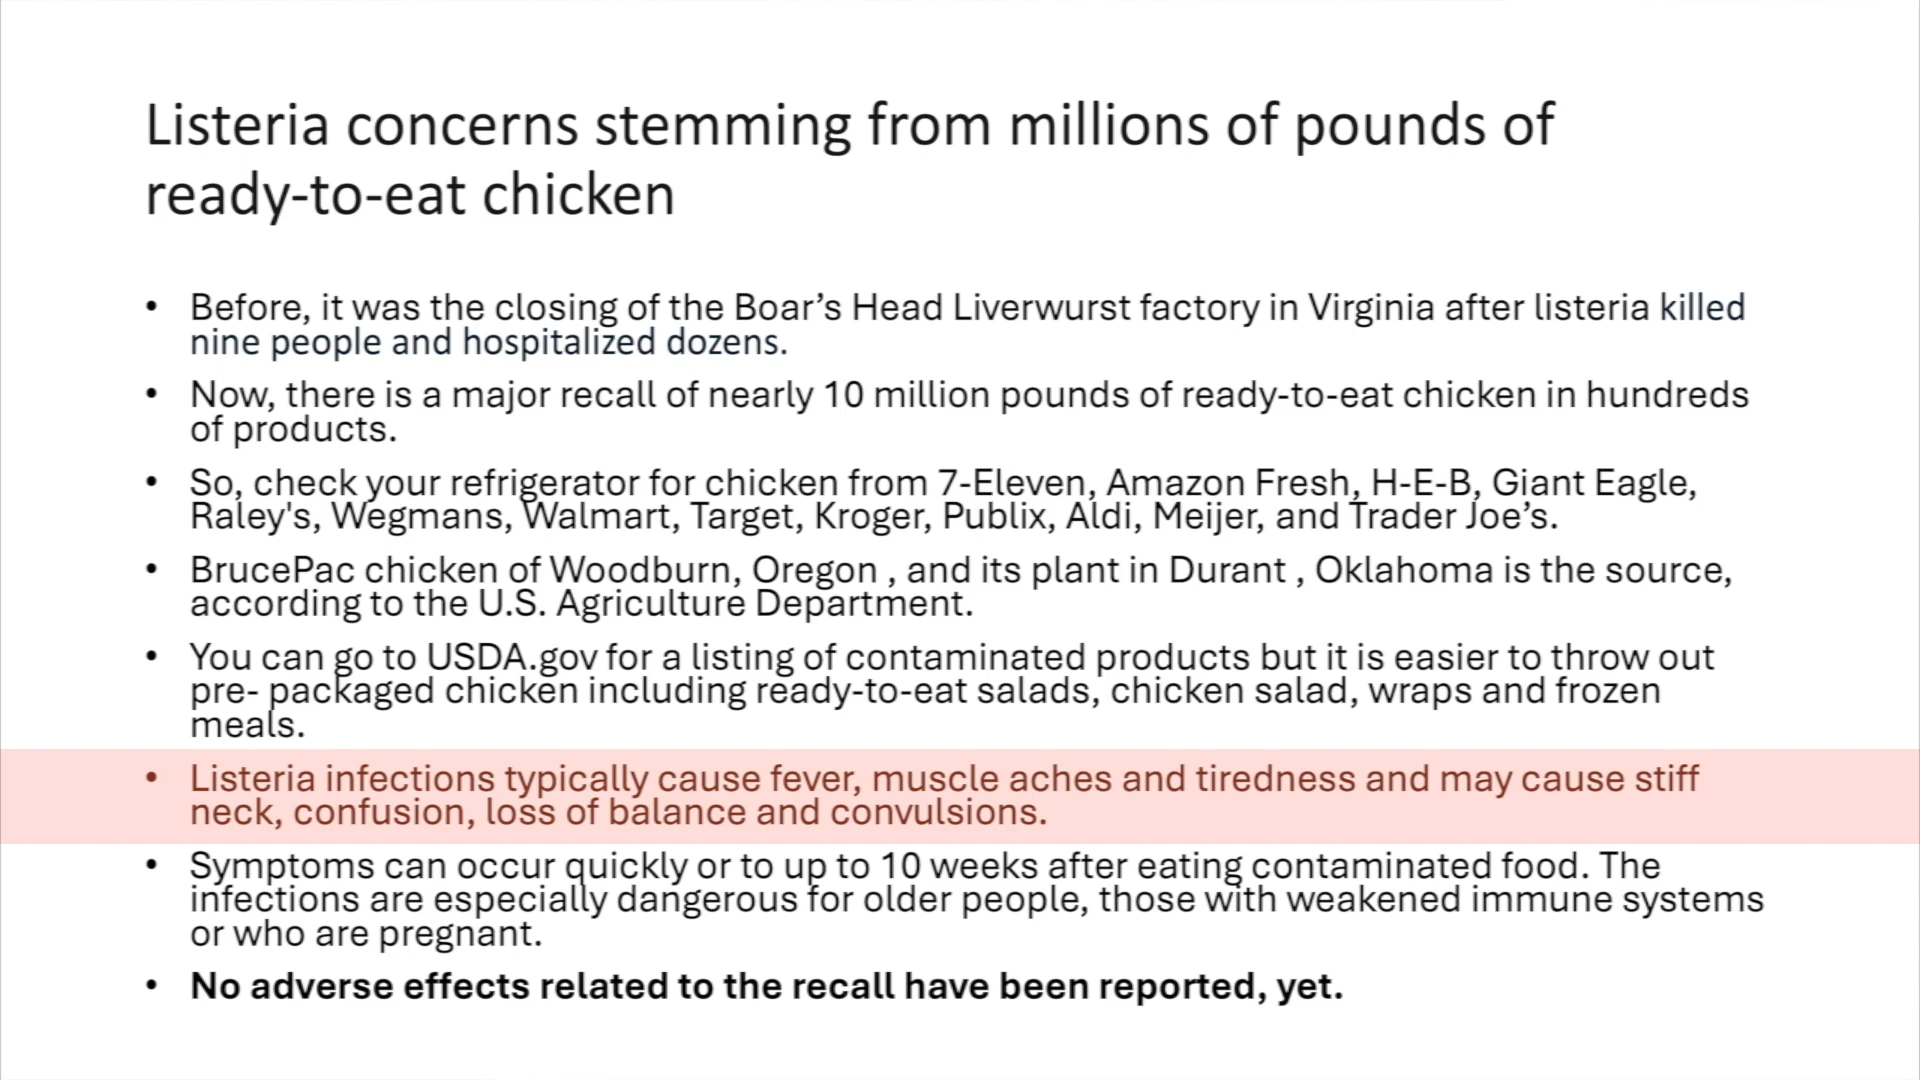 Listeria concerns stemming from millions of pounds of
ready-to-eat chicken
• Before, it was the closing of the Boar’s Head Liverwurst factory in Virginia after listeria killed
nine people and hospitalized dozens.
• Now, there is a major recall of nearly 10 million pounds of ready-to-eat chicken in hundreds
of products.
• So, check your refrigerator for chicken from 7-Eleven, Amazon Fresh, H-E-B, Giant Eagle,
Raley's, Wegmans, Walmart, Target, Kroger, Publix, Aldi, Meijer, and Trader Joe’s.
• BrucePac chicken of Woodburn, Oregon , and its plant in Durant , Oklahoma is the source,
according to the U.S. Agriculture Department.
• You can go to USDA.gov for a listing of contaminated products but it is easier to throw out
pre- packaged chicken including ready-to-eat salads, chicken salad, wraps and frozen
meals.
• Listeria infections typically cause fever, muscle aches and tiredness and may cause stiff
neck, confusion, loss of balance and convulsions.
• Symptoms can occur quickly or to up to 10 weeks after eating contaminated food. The
infections are especially dangerous for older people, those with weakened immune systems
or who are pregnant.
• No adverse effects related to the recall have been reported, yet.